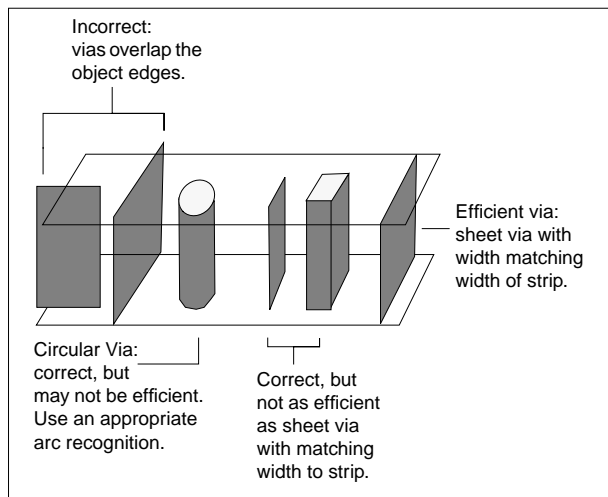 Incorrect:
vias overlap the
object edges.
Efficient via:
sheet via with
width matching
width of strip.
Circular Via:
correct, but
may not be efficient.
Use an appropriate
arc recognition.
Correct, but
not as efficient
as sheet via
with matching
width to strip.